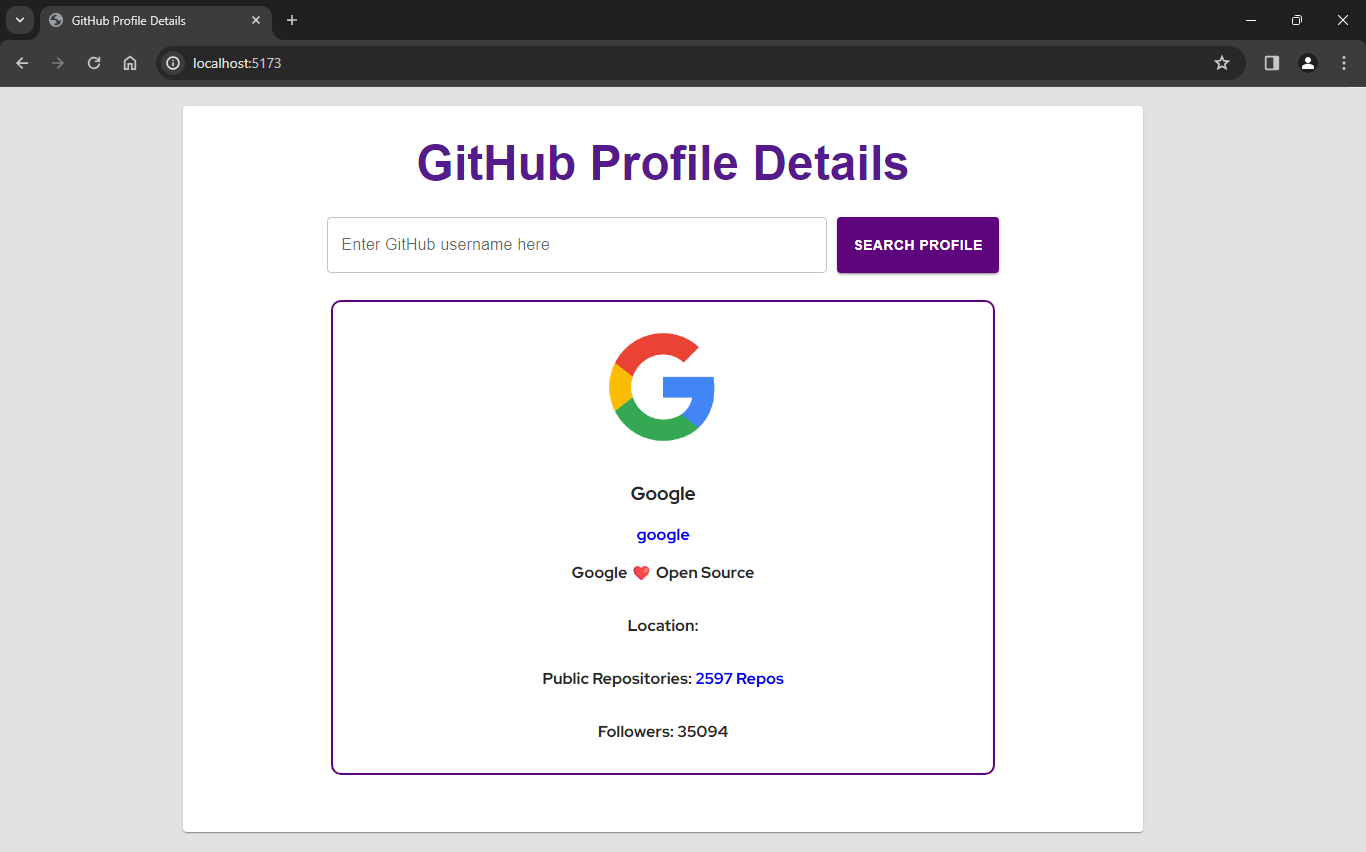 GitHub Profile Details
localhost:5173
GitHub Profile Details
Enter GitHub username here
SEARCH PROFILE
Google
google
Google ❤️ Open Source
Location:
Public Repositories: 2597 Repos
Followers: 35094